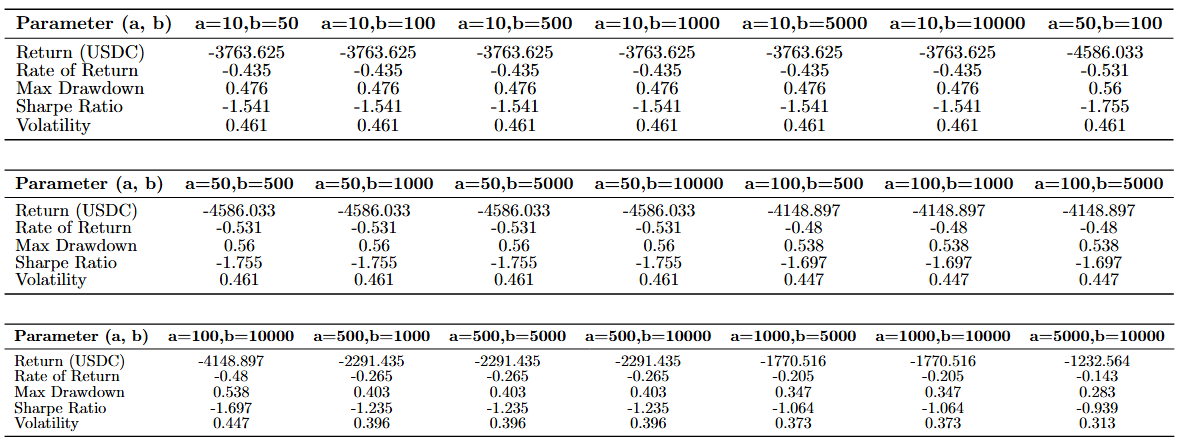 Parameter (a, b) a=10,b=50 a=10,b=100 a=10,b=500 a=10,b=1000 a=10,b=5000 a=10,b=10000 a=50,b=100
Return (USDC) -3763.625 -3763.625 -3763.625 -3763.625 -3763.625 -3763.625 -4586.033
Rate of Return -0.435 -0.435 -0.435 -0.435 -0.435 -0.435 -0.531
Max Drawdown 0.476 0.476 0.476 0.476 0.476 0.476 0.56
Sharpe Ratio -1.541 -1.541 -1.541 -1.541 -1.541 -1.541 -1.755
Volatility 0.461 0.461 0.461 0.461 0.461 0.461 0.461
Parameter (a, b) a=50,b=500 a=50,b=1000 a=50,b=5000 a=50,b=10000 a=100,b=500 a=100,b=1000 a=100,b=5000
Return (USDC) -4586.033 -4586.033 -4586.033 -4586.033 -4148.897 -4148.897 -4148.897
Rate of Return -0.531 -0.531 -0.531 -0.531 -0.48 -0.48 -0.48
Max Drawdown 0.56 0.56 0.56 0.56 0.538 0.538 0.538
Sharpe Ratio -1.755 -1.755 -1.755 -1.755 -1.697 -1.697 -1.697
Volatility 0.461 0.461 0.461 0.461 0.447 0.447 0.447
Parameter (a, b) a=100,b=10000 a=500,b=1000 a=500,b=5000 a=500,b=10000 a=1000,b=5000 a=1000,b=10000 a=5000,b=10000
Return (USDC) -4148.897 -2291.435 -2291.435 -2291.435 -1770.516 -1770.516 -1232.564
Rate of Return -0.48 -0.265 -0.265 -0.265 -0.205 -0.205 -0.143
Max Drawdown 0.538 0.403 0.403 0.403 0.347 0.347 0.283
Sharpe Ratio -1.697 -1.235 -1.235 -1.235 -1.064 -1.064 -0.939
Volatility 0.447 0.396 0.396 0.396 0.373 0.373 0.313